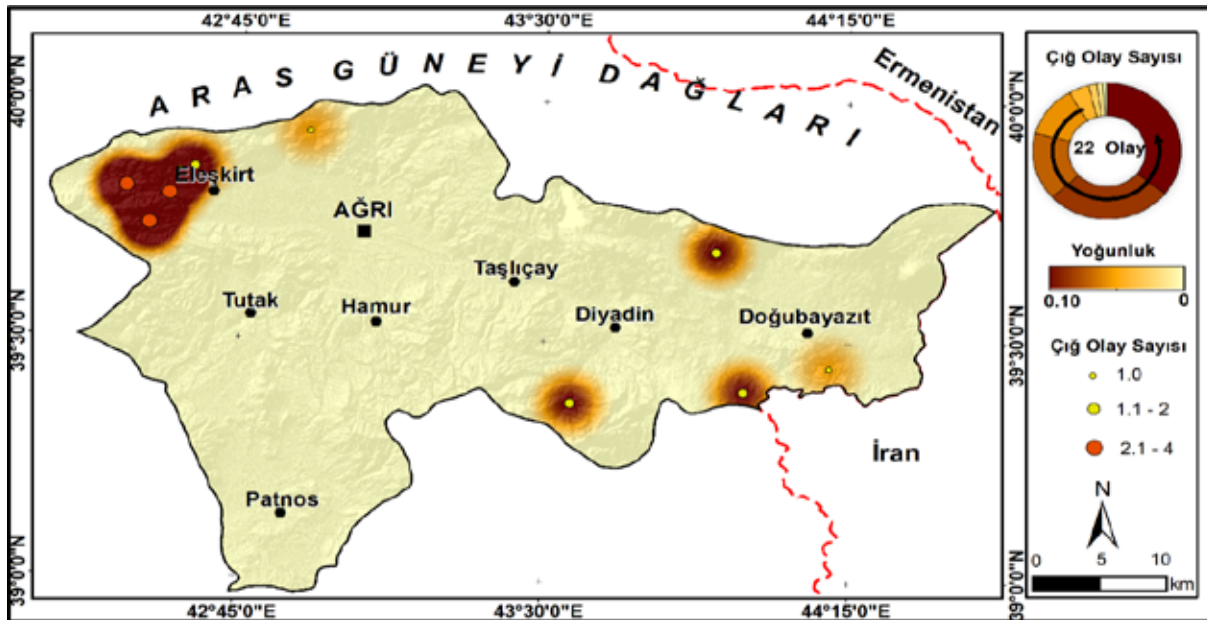 42°45'0"E 43°30'0"E 44°15'0"E
ARAS GÜNEYİ DAĞLARI
Ermenistan
40°0'0"N
40°0'0"N
Eleşkirt
AĞRI
Taşlıçay
Tutak
Hamur
Diyadin
Doğubayazıt
39°30'0"N
39°30'0"N
İran
Patnos
39°0'0"N
39°0'0"N
42°45'0"E 43°30'0"E 44°15'0"E
Çığ Olay Sayısı
22 Olay
Yoğunluk
0.10 0
Çığ Olay Sayısı
1.0
1.1 - 2
2.1 - 4
N
0 5 10
km